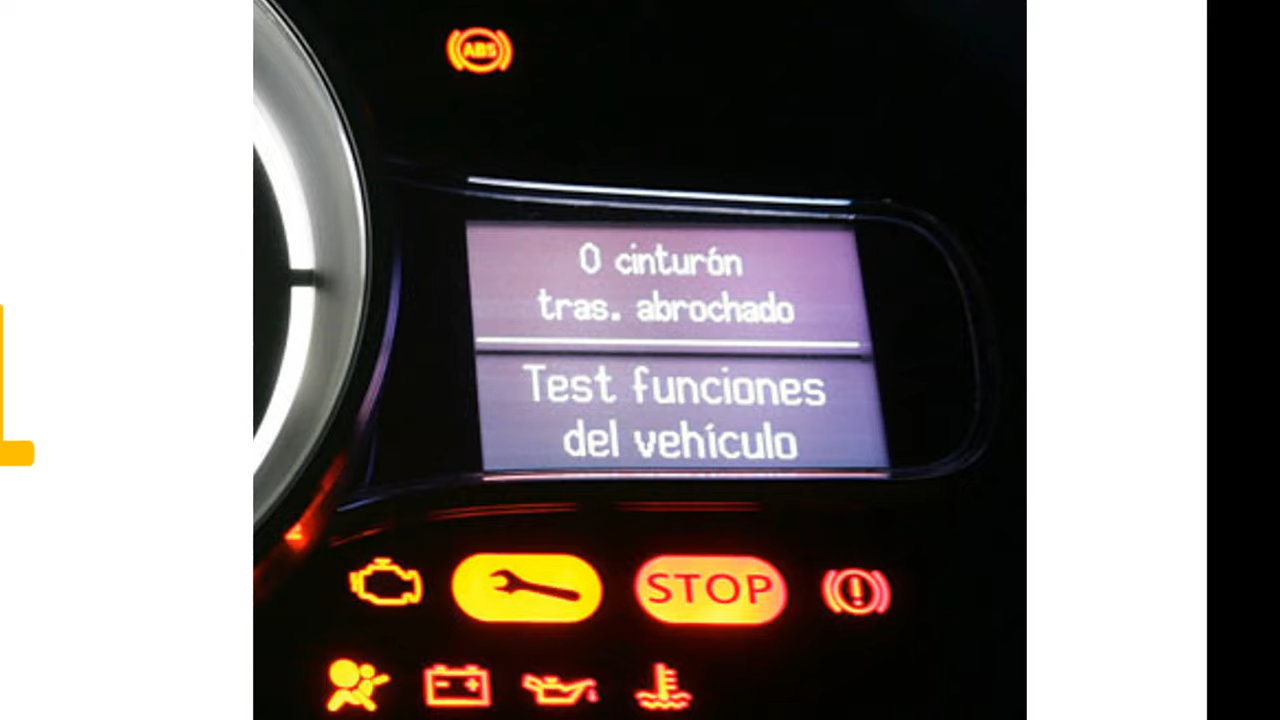 ABS
0 cinturón
tras. abrochado
Test funciones
del vehículo
STOP